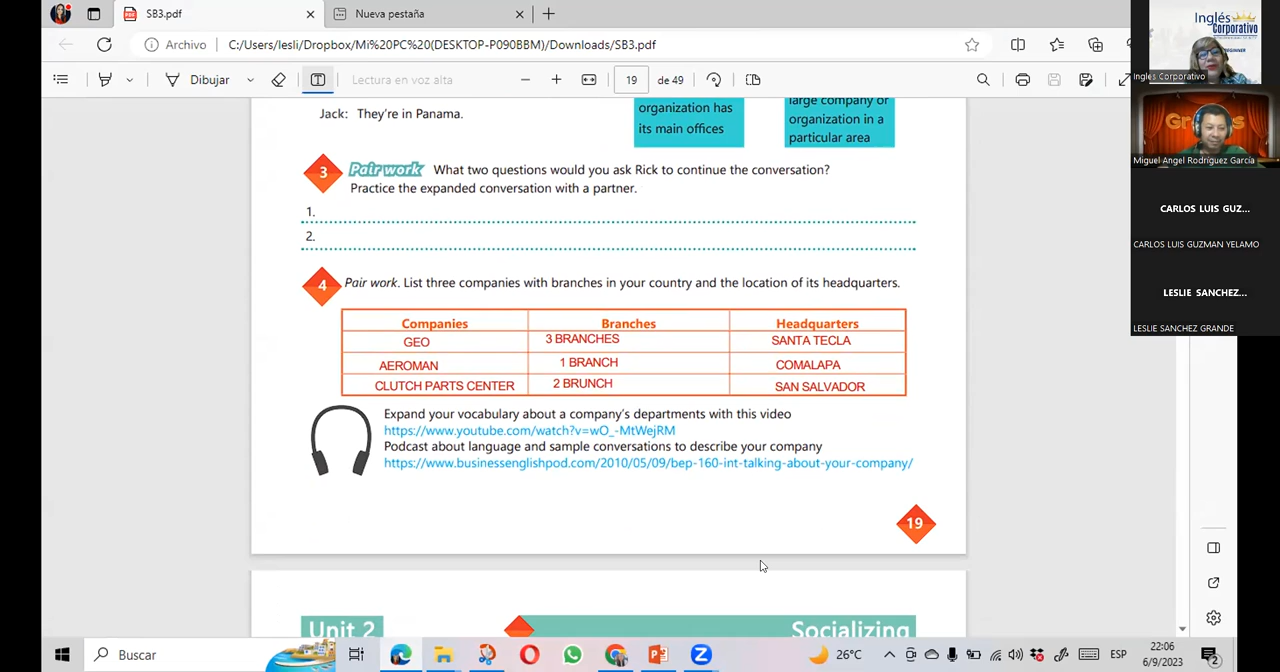 SB3.pdf
Nueva pestaña
Archivo
C:/Users/lesli/Dropbox/Mi%20PC%20(DESKTOP-P090BBM)/Downloads/SB3.pdf
Dibujar
Lectura en voz alta
19
de 49
Inglés
Corporativo
Ingles Corporativo
Miguel Angel Rodríguez García
CARLOS LUIS GUZ...
CARLOS LUIS GUZMAN YELAMO
LESLIE SANCHEZ...
LESLIE SANCHEZ GRANDE
Jack: They're in Panama.
organization has
its main offices
large company or
organization in a
particular area
3
Pair work What two questions would you ask Rick to continue the conversation?
Practice the expanded conversation with a partner.
1.
2.
4
Pair work. List three companies with branches in your country and the location of its headquarters.
Companies Branches Headquarters
GEO 3 BRANCHES SANTA TECLA
AEROMAN 1 BRANCH COMALAPA
CLUTCH PARTS CENTER 2 BRUNCH SAN SALVADOR
Expand your vocabulary about a company's departments with this video
https://www.youtube.com/watch?v=wO_-MtWejRM
Podcast about language and sample conversations to describe your company
https://www.businessenglishpod.com/2010/05/09/bep-160-int-talking-about-your-company/
19
Unit 2
Socializing
Buscar
26°C
ESP
22:06
6/9/2023